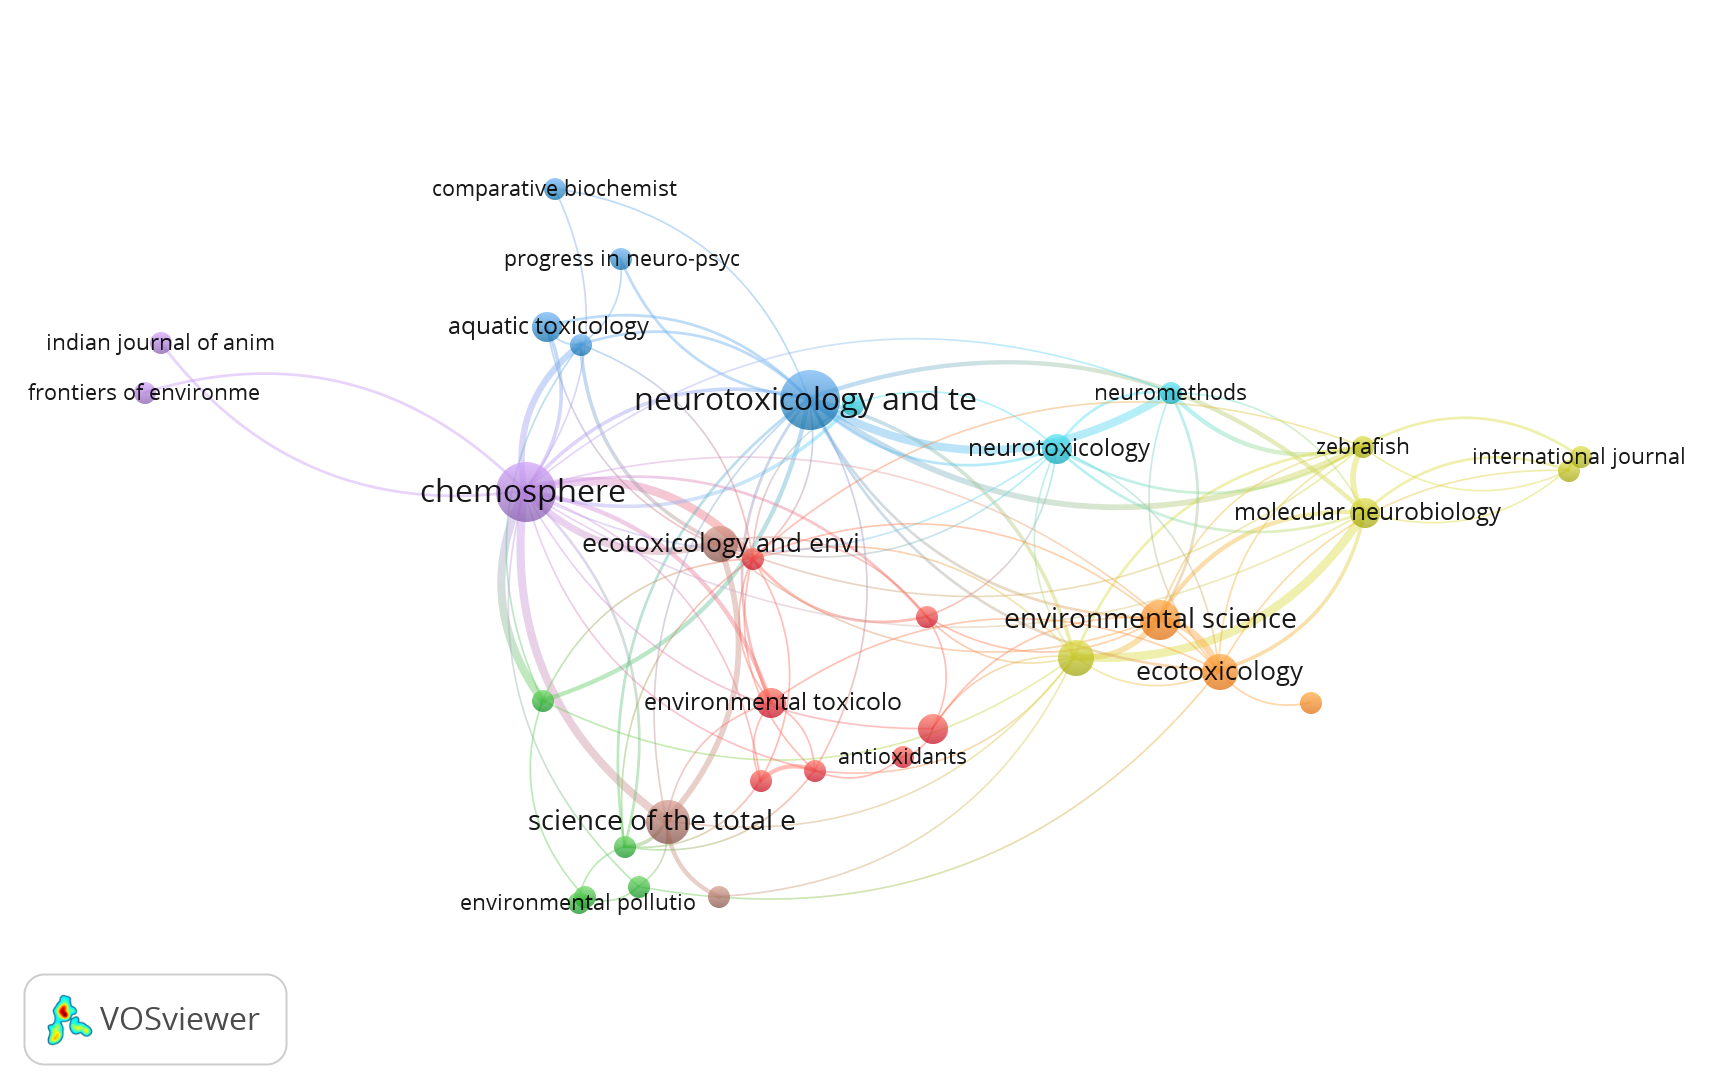 comparative biochemist
progress in neuro-psyc
aquatic toxicology
indian journal of anim
frontiers of environme
neurotoxicology and te
neuromethods
neurotoxicology
zebrafish
international journal
chemosphere
molecular neurobiology
ecotoxicology and envi
environmental science
ecotoxicology
environmental toxicolo
antioxidants
science of the total e
environmental pollutio
VOSviewer